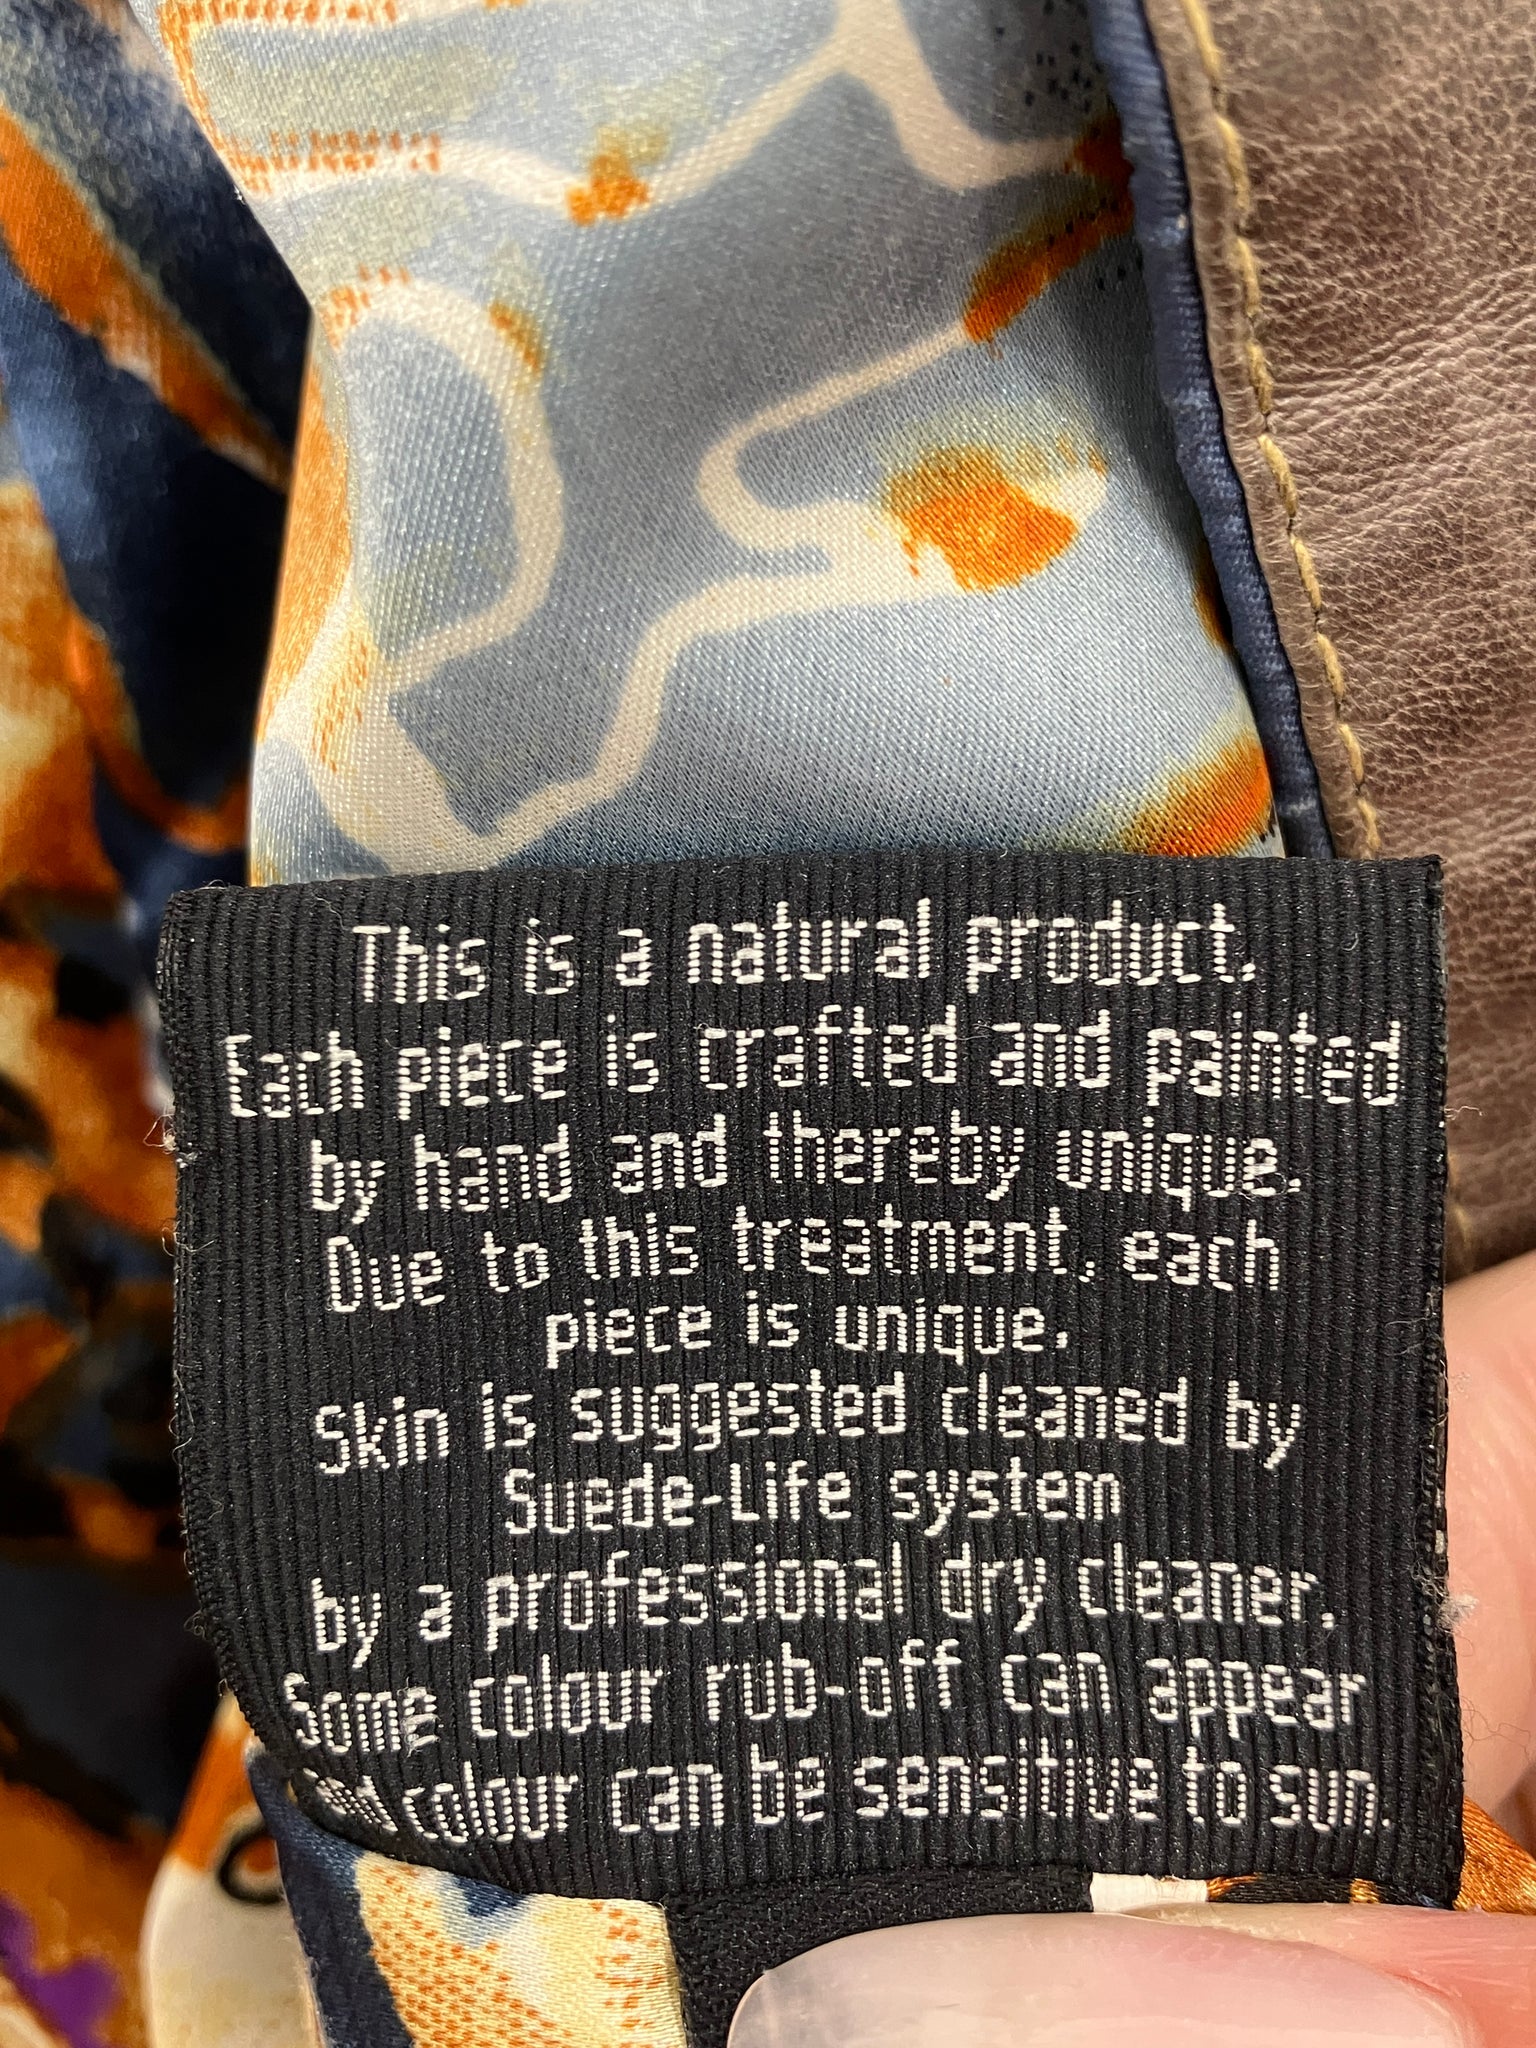 This is a natural product.
Each piece is crafted and painted
by hand and thereby unique.
Due to this treatment, each
piece is unique.
Skin is suggested cleaned by
Suede-Life system
by a professional dry cleaner.
Some colour rub-off can appear
and colour can be sensitive to sun.